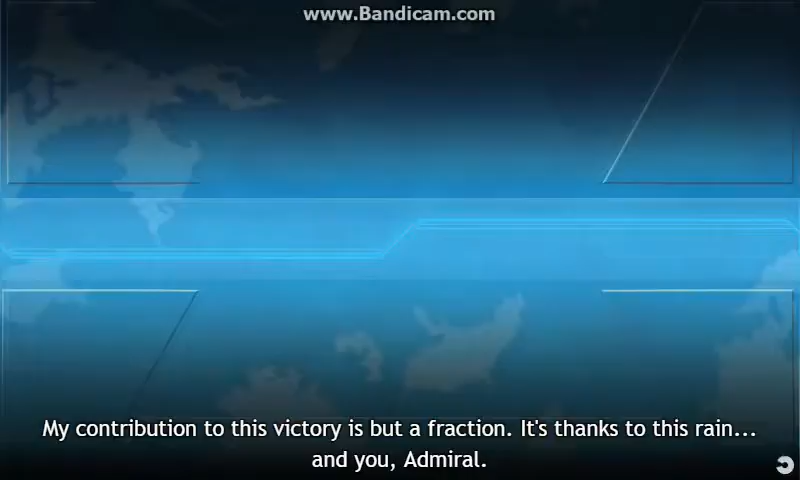 www.Bandicam.com
My contribution to this victory is but a fraction. It's thanks to this rain...
and you, Admiral.